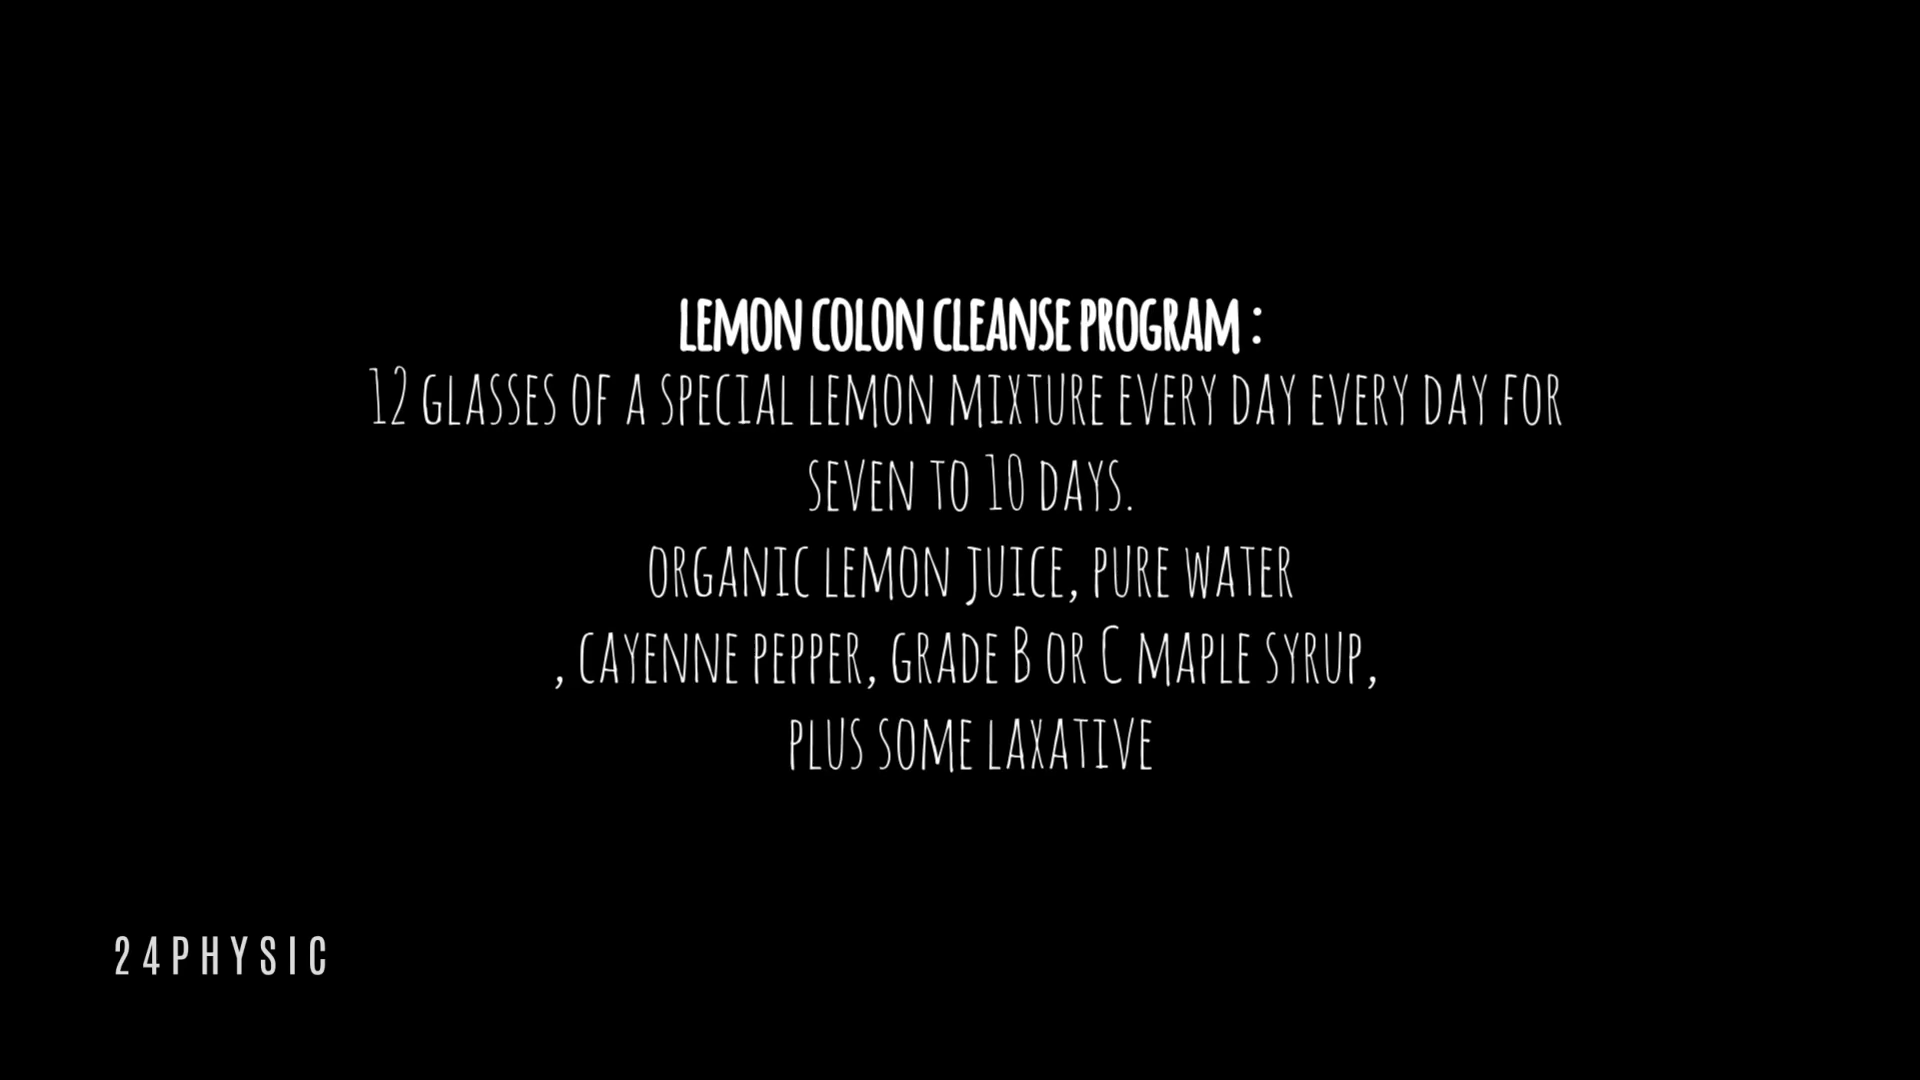 LEMON COLON CLEANSE PROGRAM :
12 GLASSES OF A SPECIAL LEMON MIXTURE EVERY DAY EVERY DAY FOR
SEVEN TO 10 DAYS.
ORGANIC LEMON JUICE, PURE WATER
, CAYENNE PEPPER, GRADE B OR C MAPLE SYRUP,
PLUS SOME LAXATIVE
24PHYSIC